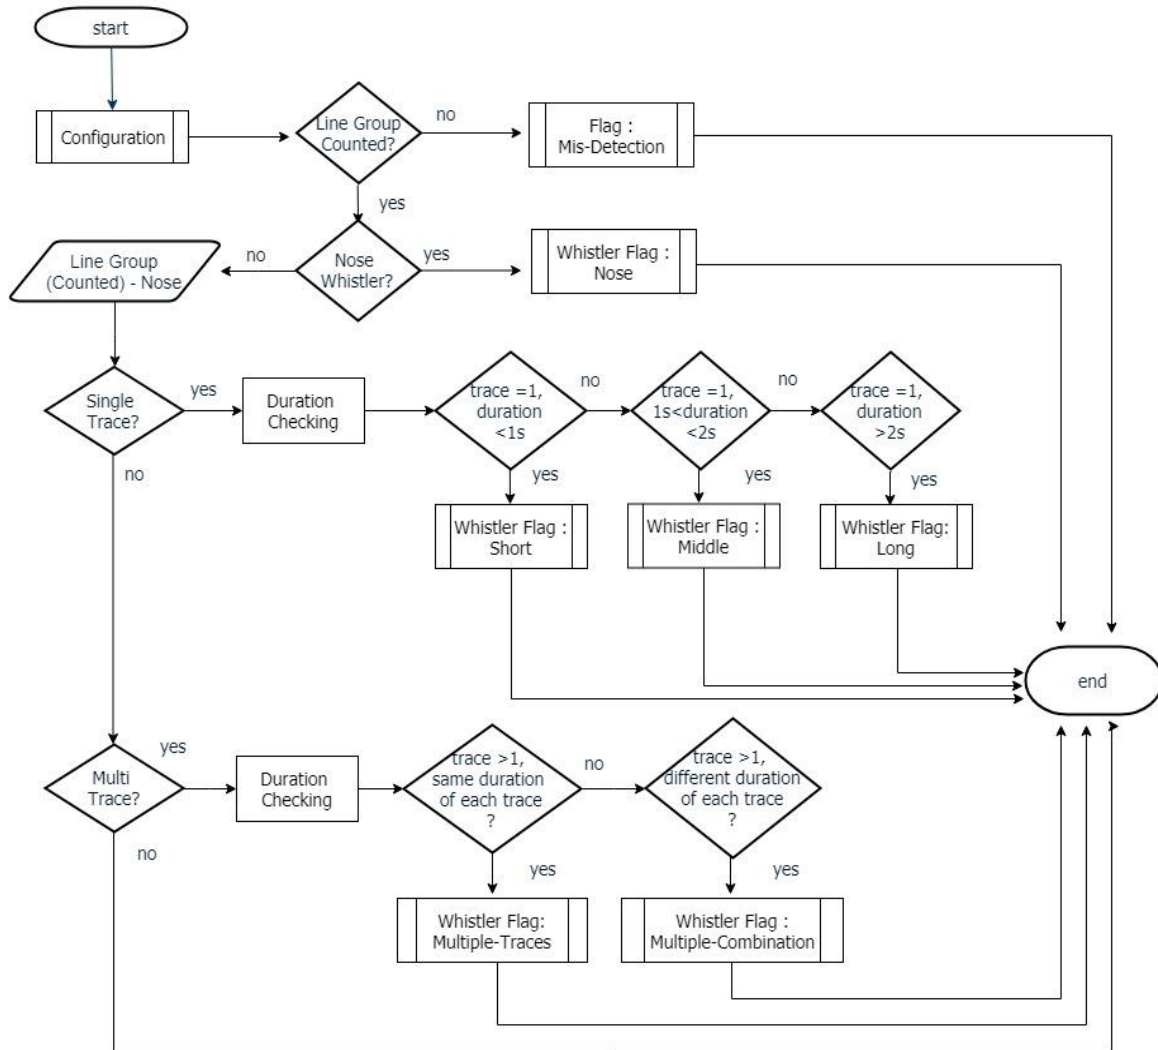 start
Configuration
Line Group
Counted?
no
Flag :
Mis-Detection
yes
Line Group
(Counted) - Nose
no
Nose
Whistler?
yes
Whistler Flag :
Nose
Single
Trace?
yes
Duration
Checking
trace =1,
duration
<1s
no
trace =1,
1s<duration
<2s
no
trace =1,
duration
>2s
no
yes
yes
yes
Whistler Flag :
Short
Whistler Flag :
Middle
Whistler Flag:
Long
end
Multi
Trace?
yes
Duration
Checking
trace >1,
same duration
of each trace
?
no
trace >1,
different duration
of each trace
?
no
yes
yes
Whistler Flag:
Multiple-Traces
Whistler Flag :
Multiple-Combination